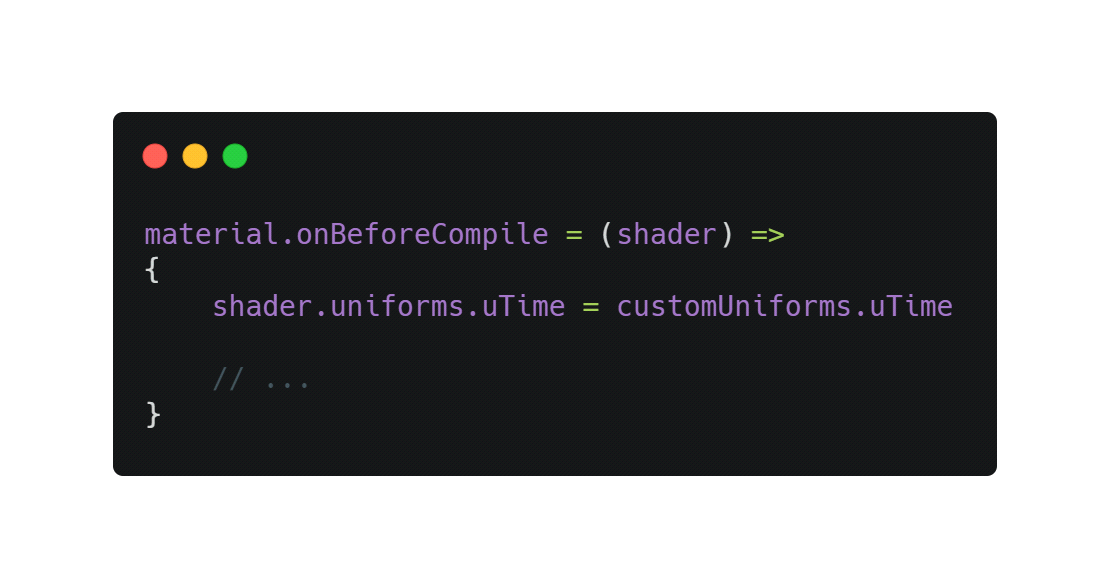 material.onBeforeCompile = (shader) =>
{
    shader.uniforms.uTime = customUniforms.uTime
    // ...
}